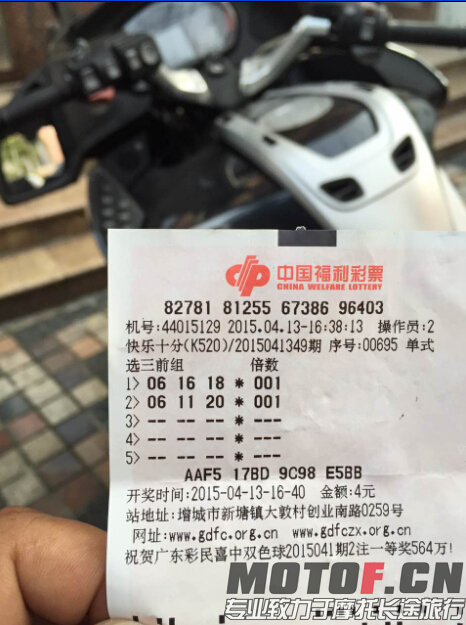 中国福利彩票
CHINA WELFARE LOTTERY
82781 81255 67386 96403
机号:44015129 2015.04.13-16:38:13 操作员:2
快乐十分(K520)/2015041349期 序号:00695 单式
选三前组 倍数
1> 06 16 18 * 001
2> 06 11 20 * 001
3> -- -- -- * --
4> -- -- -- * --
5> -- -- -- * --
AAF5 17BD 9C98 E5BB
开奖时间:2015-04-13-16-40 金额:4元
站地址:增城市新塘镇大敦村创业南路0259号
网址:www.gdfc.org.cn www.gdfczx.org.cn
祝贺广东彩民喜中双色球2015041期2注一等奖564万!
MOTOF.CN
专业致力于摩托长途旅行